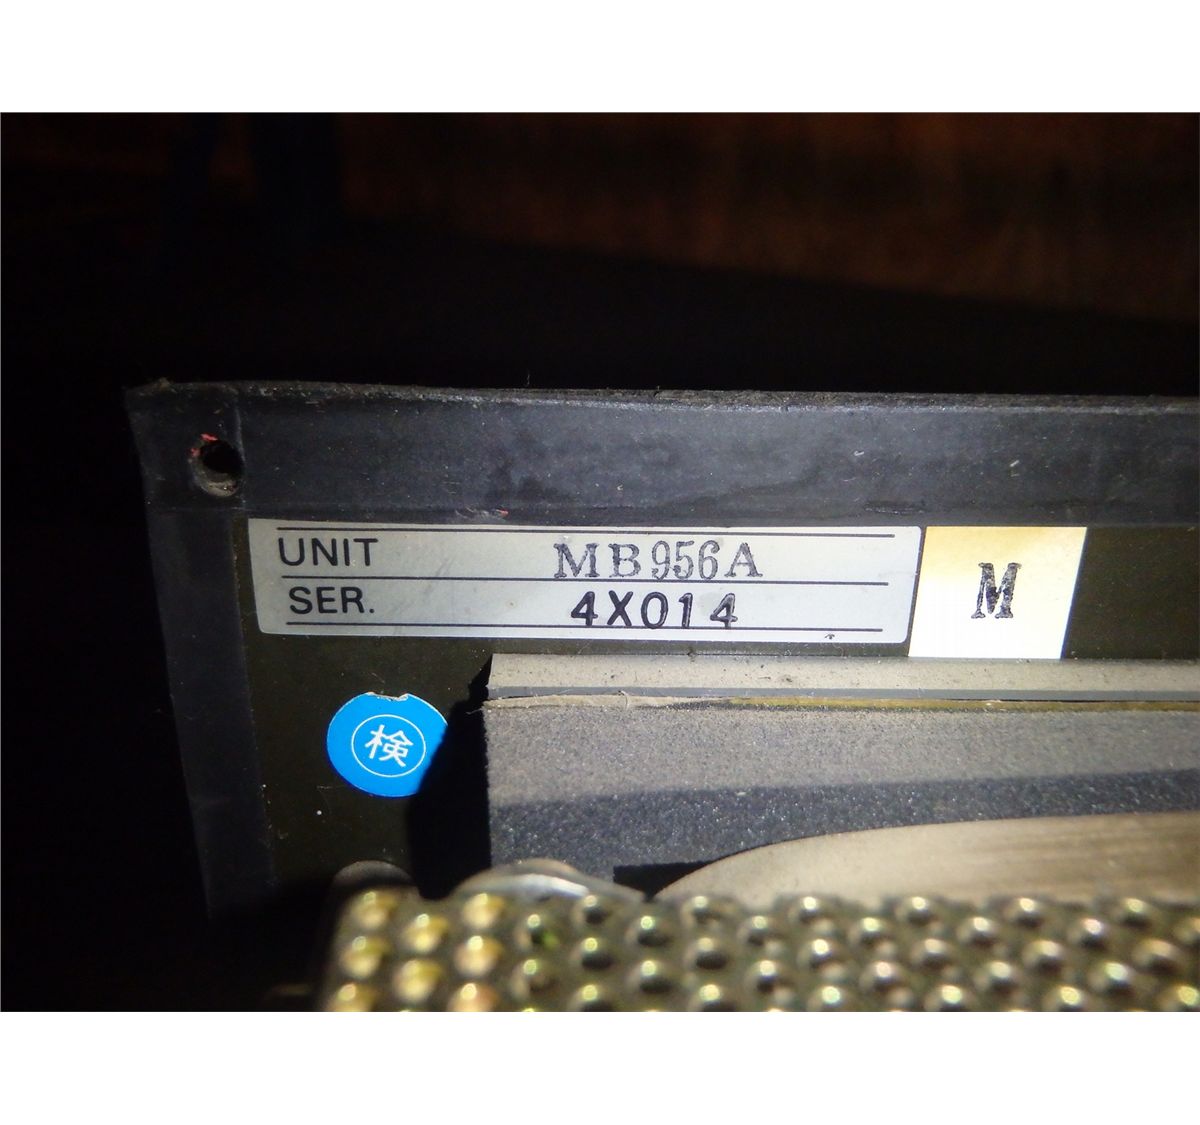 UNIT MB956A
SER. 4X014
M
検